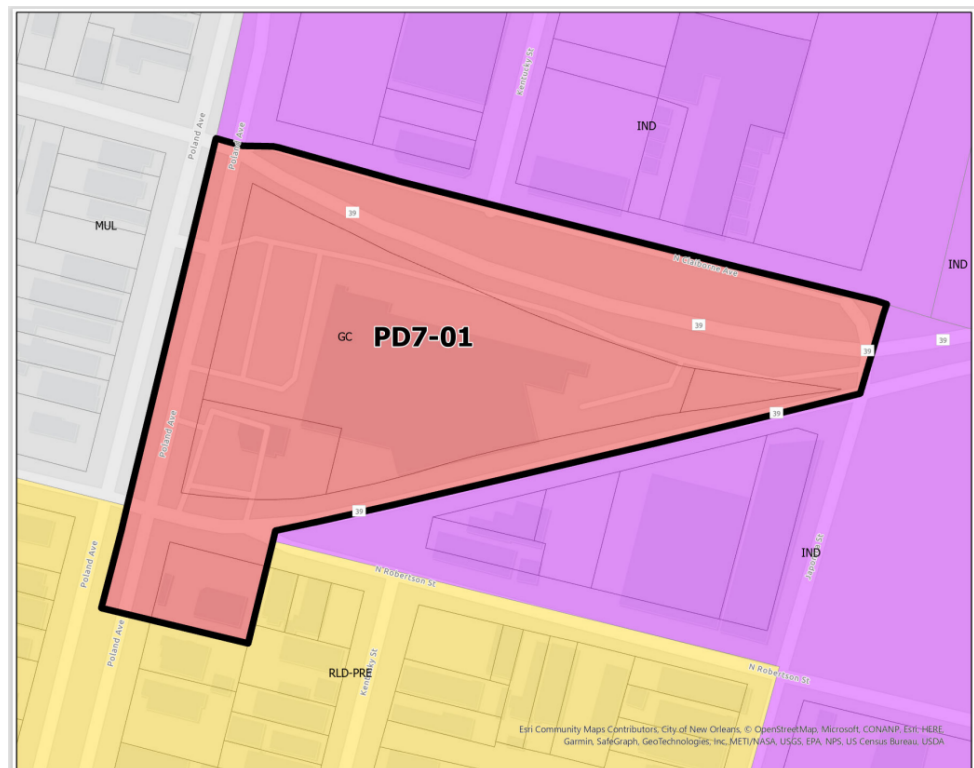 Kentucky St
IND
Poland Ave
Poland Ave
39
MUL
N Claiborne Ave
IND
GC
PD7-01
39
39
39
39
Poland Ave
39
IND
Japonica St
Poland Ave
N Robertson St
Poland Ave
RLD-PRE
Kentucky St
N Robertson St
Esri Community Maps Contributors, City of New Orleans, © OpenStreetMap, Microsoft, CONANP, Esri, HERE,
Garmin, SafeGraph, GeoTechnologies, Inc, METI/NASA, USGS, EPA, NPS, US Census Bureau, USDA